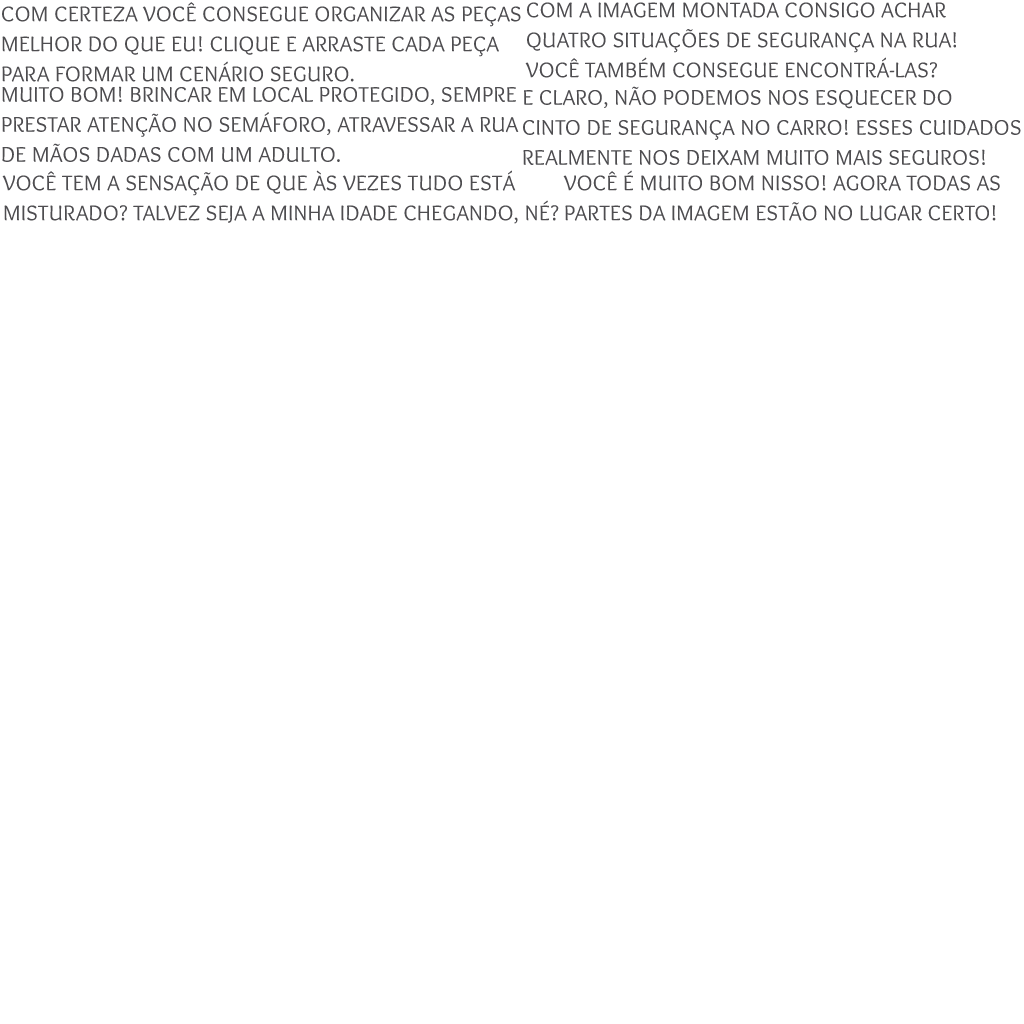 COM CERTEZA VOCÊ CONSEGUE ORGANIZAR AS PEÇAS
MELHOR DO QUE EU! CLIQUE E ARRASTE CADA PEÇA
PARA FORMAR UM CENÁRIO SEGURO.
COM A IMAGEM MONTADA CONSIGO ACHAR
QUATRO SITUAÇÕES DE SEGURANÇA NA RUA!
VOCÊ TAMBÉM CONSEGUE ENCONTRÁ-LAS?
MUITO BOM! BRINCAR EM LOCAL PROTEGIDO, SEMPRE
PRESTAR ATENÇÃO NO SEMÁFORO, ATRAVESSAR A RUA
DE MÃOS DADAS COM UM ADULTO.
E CLARO, NÃO PODEMOS NOS ESQUECER DO
CINTO DE SEGURANÇA NO CARRO! ESSES CUIDADOS
REALMENTE NOS DEIXAM MUITO MAIS SEGUROS!
VOCÊ TEM A SENSAÇÃO DE QUE ÀS VEZES TUDO ESTÁ
MISTURADO? TALVEZ SEJA A MINHA IDADE CHEGANDO, NÉ?
VOCÊ É MUITO BOM NISSO! AGORA TODAS AS
PARTES DA IMAGEM ESTÃO NO LUGAR CERTO!